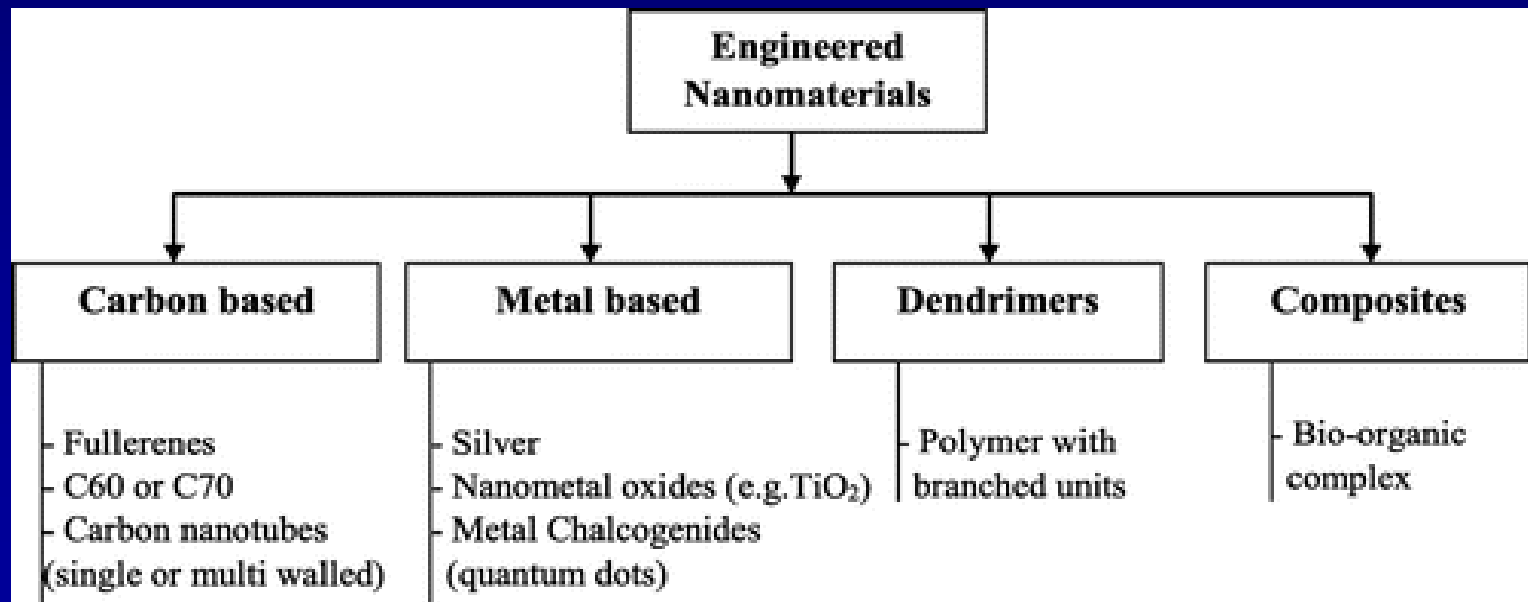 Engineered
Nanomaterials
Carbon based
Metal based
Dendrimers
Composites
- Fullerenes
- C60 or C70
- Carbon nanotubes
(single or multi walled)
- Silver
- Nanometal oxides (e.g.TiO₂)
- Metal Chalcogenides
(quantum dots)
- Polymer with
branched units
- Bio-organic
complex